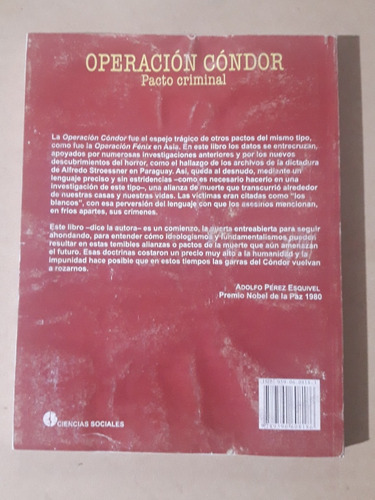 OPERACIÓN CÓNDOR
Pacto criminal
La Operación Cóndor fue el espejo trágico de otros pactos del mismo tipo,
como fue la Operación Fénix en Asia. En este libro los datos se entrecruzan,
apoyados por numerosas investigaciones anteriores y por los nuevos
descubrimientos del horror, como el hallazgo de los archivos de la dictadura
de Alfredo Stroessner en Paraguay. Así, queda al desnudo, mediante un
lenguaje preciso y sin estridencias –como es necesario hacerlo en una
investigación de este tipo–, una alianza de muerte que transcurrió alrededor
de nuestras casas y nuestras vidas. Las víctimas eran citadas como "los
blancos", con esa perversión del lenguaje con que los asesinos mencionan,
en fríos apartes, sus crímenes.
Este libro –dice la autora– es un comienzo, la puerta entreabierta para seguir
ahondando, para entender cómo ideologismos y fundamentalismos, pueden
resultar en estas temibles alianzas o pactos de la muerte que aún amenazan
el futuro. Esas doctrinas costaron un precio muy alto a la humanidad y la
impunidad hace posible que en estos tiempos las garras del Cóndor vuelvan
a rozarnos.
ADOLFO PÉREZ ESQUIVEL
Premio Nobel de la Paz 1980
CIENCIAS SOCIALES